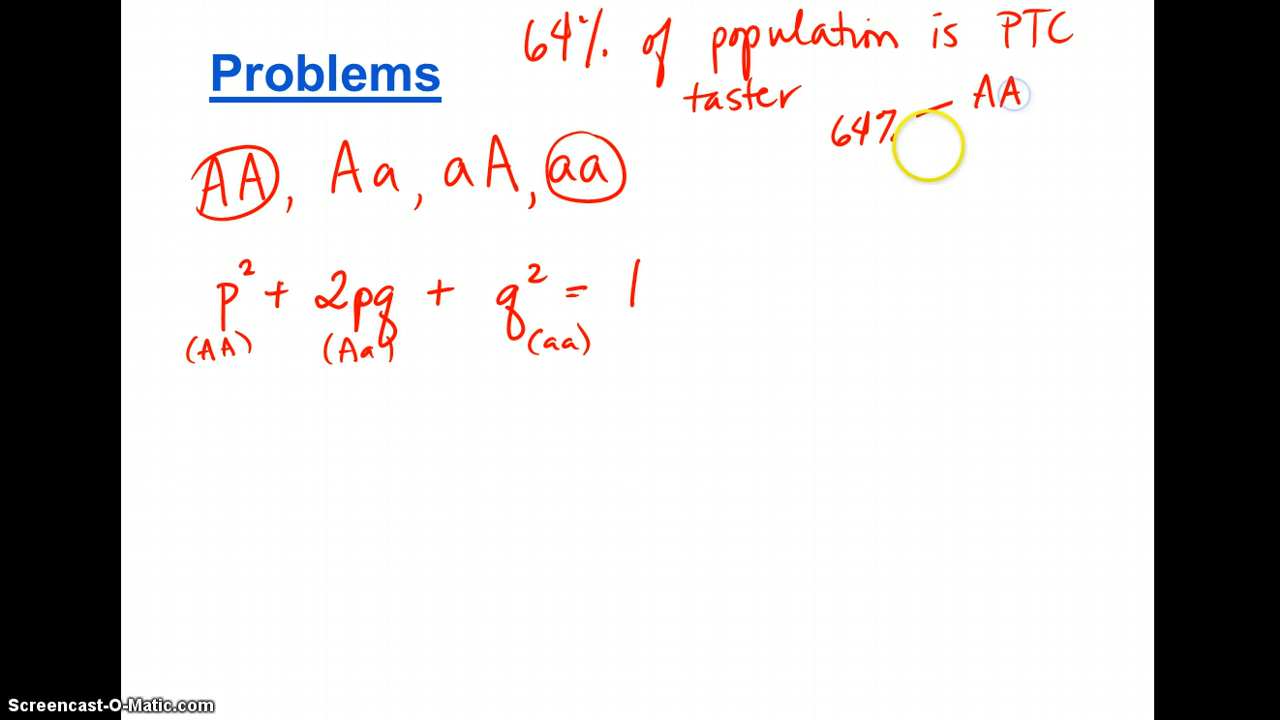 64% of population is PTC
Problems
taster
64% — AA
AA, Aa, aA, aa
p² + 2pq + q² = 1
(AA) (Aa) (aa)
Screencast-O-Matic.com